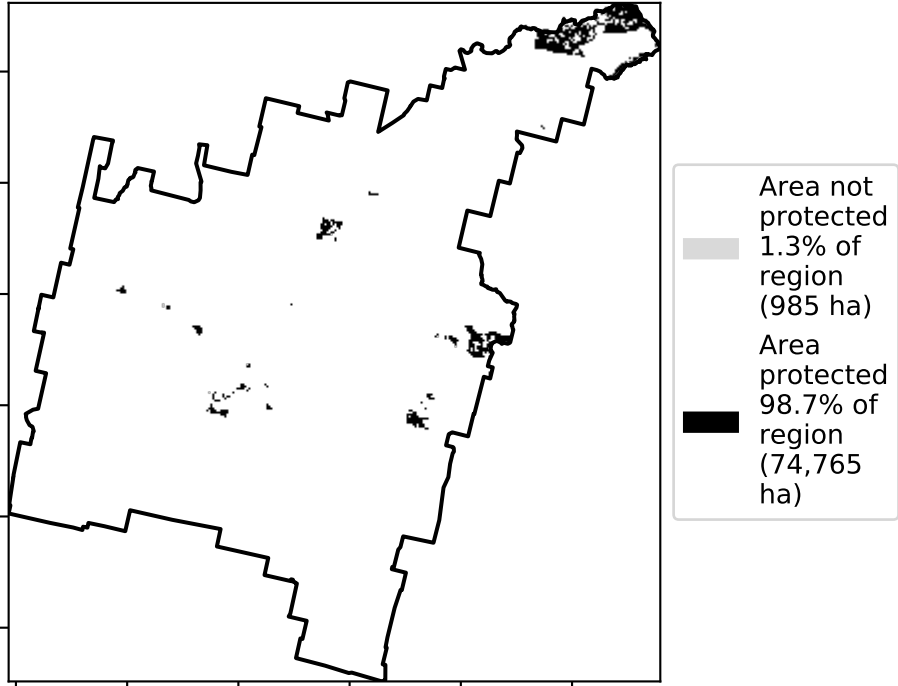 Area not
protected
1.3% of
region
(985 ha)
Area
protected
98.7% of
region
(74,765
ha)